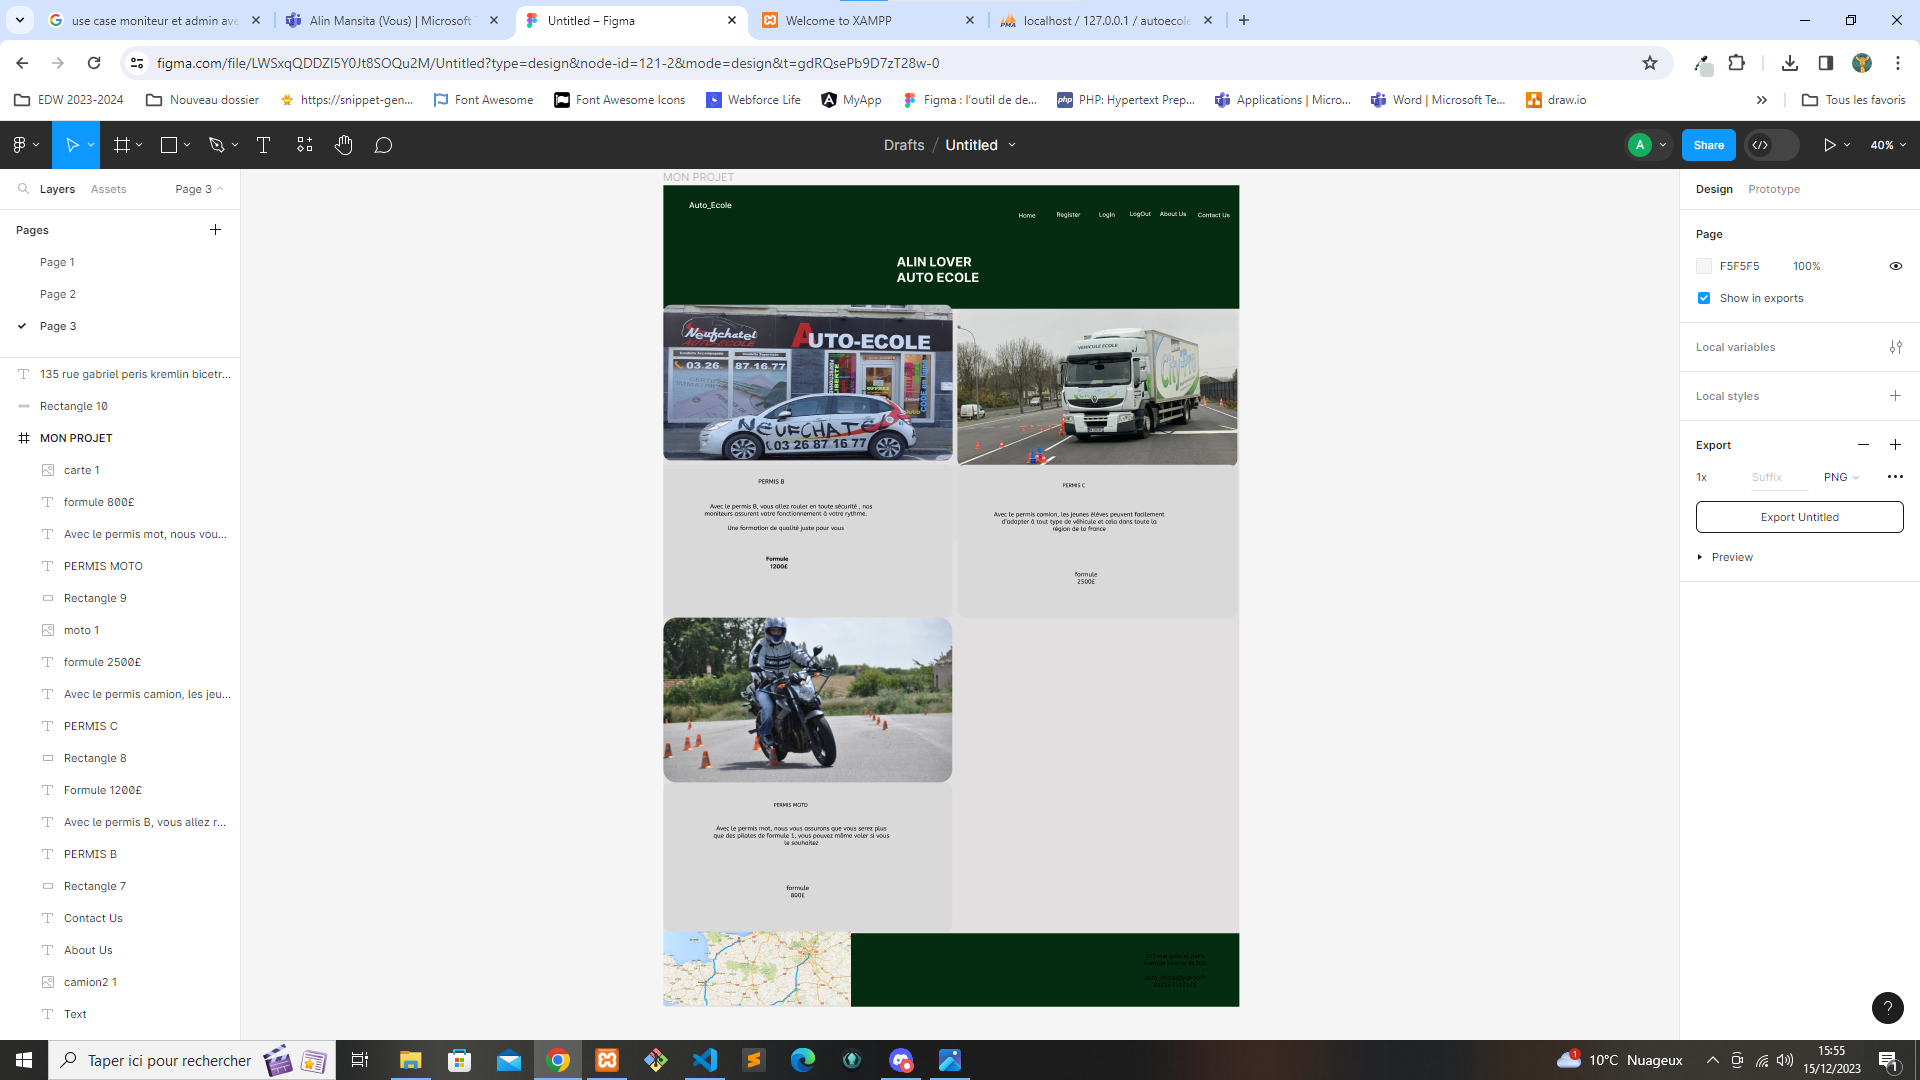 use case moniteur et admin ave
Alin Mansita (Vous) | Microsoft
Untitled – Figma
Welcome to XAMPP
localhost / 127.0.0.1 / autoecole
figma.com/file/LWSxqQDDZI5Y0Jt8SOQu2M/Untitled?type=design&node-id=121-2&mode=design&t=gdRQsePb9D7zT28w-0
EDW 2023-2024
Nouveau dossier
https://snippet-gen...
Font Awesome
Font Awesome Icons
Webforce Life
MyApp
Figma : l'outil de de...
PHP: Hypertext Prep...
Applications | Micro...
Word | Microsoft Te...
draw.io
Tous les favoris
Drafts / Untitled
A
Share
40%
Layers
Assets
Page 3
Pages
Page 1
Page 2
Page 3
135 rue gabriel peris kremlin bicetr...
Rectangle 10
MON PROJET
carte 1
formule 800£
Avec le permis mot, nous vou...
PERMIS MOTO
Rectangle 9
moto 1
formule 2500£
Avec le permis camion, les jeu...
PERMIS C
Rectangle 8
Formule 1200£
Avec le permis B, vous allez r...
PERMIS B
Rectangle 7
Contact Us
About Us
camion2 1
Text
MON PROJET
Auto_Ecole
Home
Register
LogIn
LogOut
About Us
Contact Us
ALIN LOVER
AUTO ECOLE
Neufchatel
AUTO-ECOLE
AUTO-ECOLE
03.26 87.16.77
NEUFCHATE
03 26 87 16 77
VEHICULE ECOLE
PERMIS B
Avec le permis B, vous allez rouler en toute sécurité , nos
moniteurs assurent votre fonctionnement à votre rythme.
Une formation de qualité juste pour vous
Formule
1200£
PERMIS C
Avec le permis camion, les jeunes élèves peuvent facilement
d'adapter à tout type de véhicule et cela dans toute la
région de la france
formule
2500£
PERMIS MOTO
Avec le permis mot, nous vous assurons que vous serez plus
que des pilotes de formule 1, vous pouvez même voler si vous
le souhaitez
formule
800£
135 rue gabriel peris
Design
Prototype
Page
F5F5F5
100%
Show in exports
Local variables
Local styles
Export
1x
Suffix
PNG
Export Untitled
Preview
?
Taper ici pour rechercher
1
10°C Nuageux
15:55
15/12/2023
1